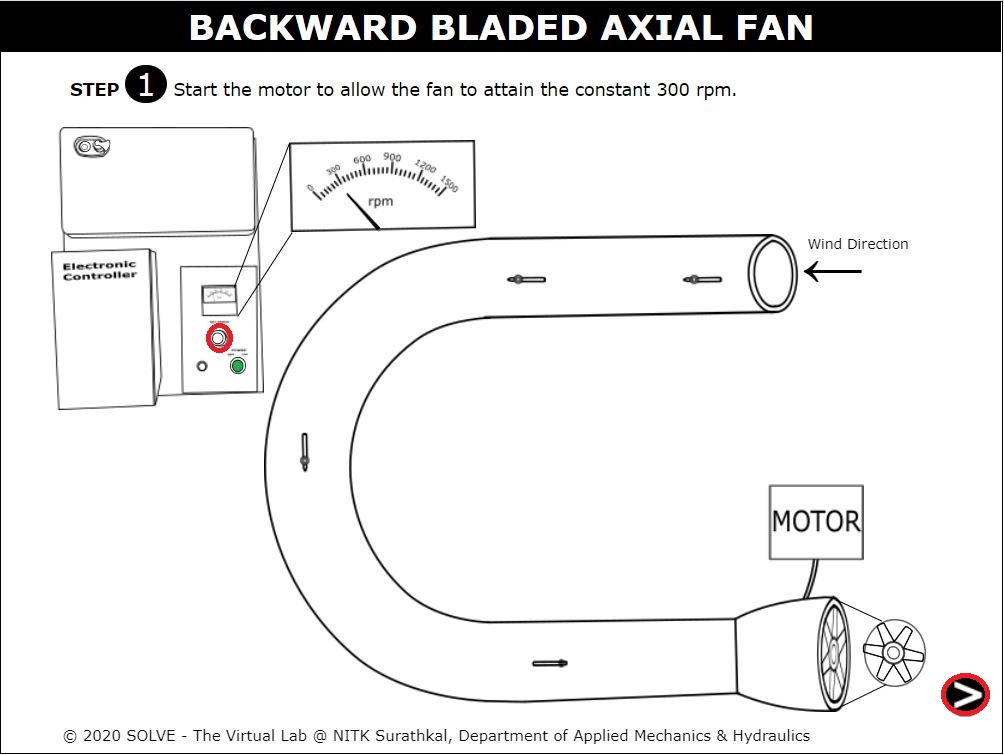 BACKWARD BLADED AXIAL FAN
STEP 1 Start the motor to allow the fan to attain the constant 300 rpm.
0 300 600 900 1200 1500
rpm
Wind Direction
Electronic
Controller
MOTOR
© 2020 SOLVE - The Virtual Lab @ NITK Surathkal, Department of Applied Mechanics & Hydraulics